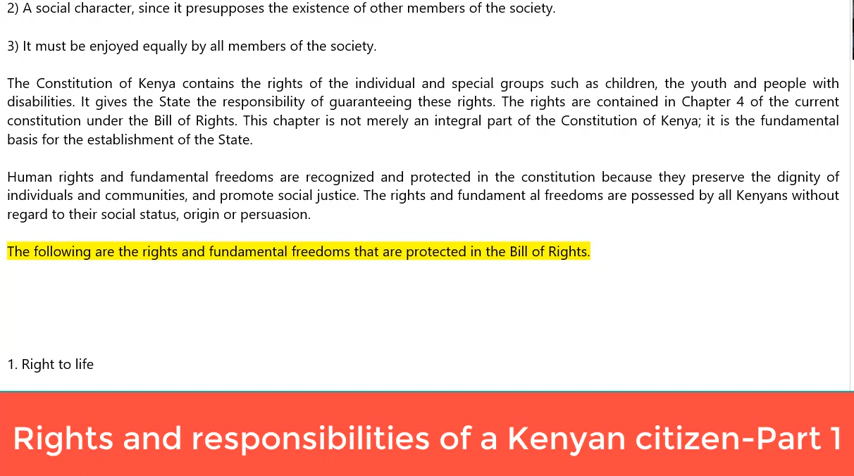 2) A social character, since it presupposes the existence of other members of the society.
3) It must be enjoyed equally by all members of the society.
The Constitution of Kenya contains the rights of the individual and special groups such as children, the youth and people with
disabilities. It gives the State the responsibility of guaranteeing these rights. The rights are contained in Chapter 4 of the current
constitution under the Bill of Rights. This chapter is not merely an integral part of the Constitution of Kenya; it is the fundamental
basis for the establishment of the State.
Human rights and fundamental freedoms are recognized and protected in the constitution because they preserve the dignity of
individuals and communities, and promote social justice. The rights and fundament al freedoms are possessed by all Kenyans without
regard to their social status, origin or persuasion.
The following are the rights and fundamental freedoms that are protected in the Bill of Rights.
1. Right to life
Rights and responsibilities of a Kenyan citizen-Part 1